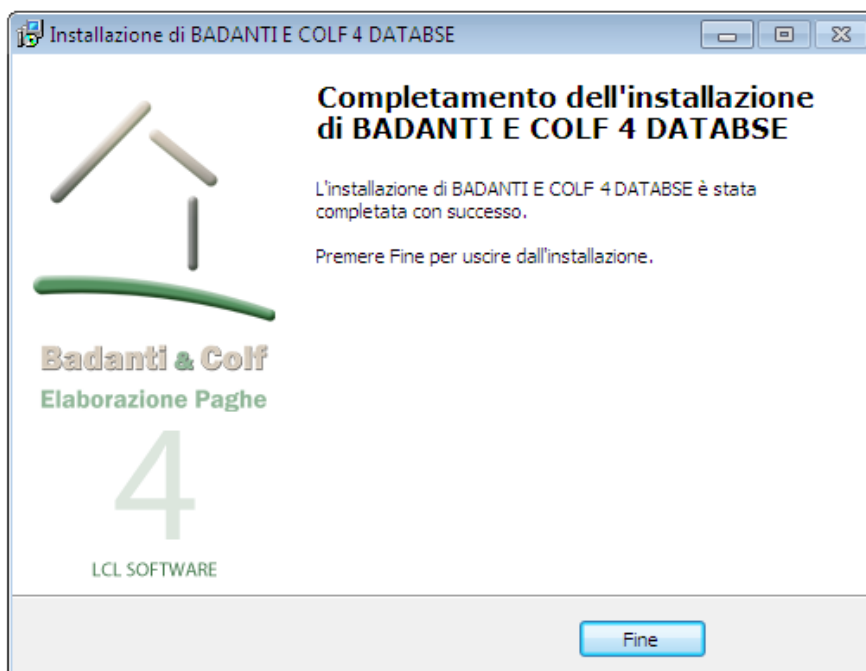 Installazione di BADANTI E COLF 4 DATABSE
Completamento dell'installazione
di BADANTI E COLF 4 DATABSE
L'installazione di BADANTI E COLF 4 DATABSE è stata
completata con successo.
Premere Fine per uscire dall'installazione.
Badanti & Colf
Elaborazione Paghe
4
LCL SOFTWARE
Fine